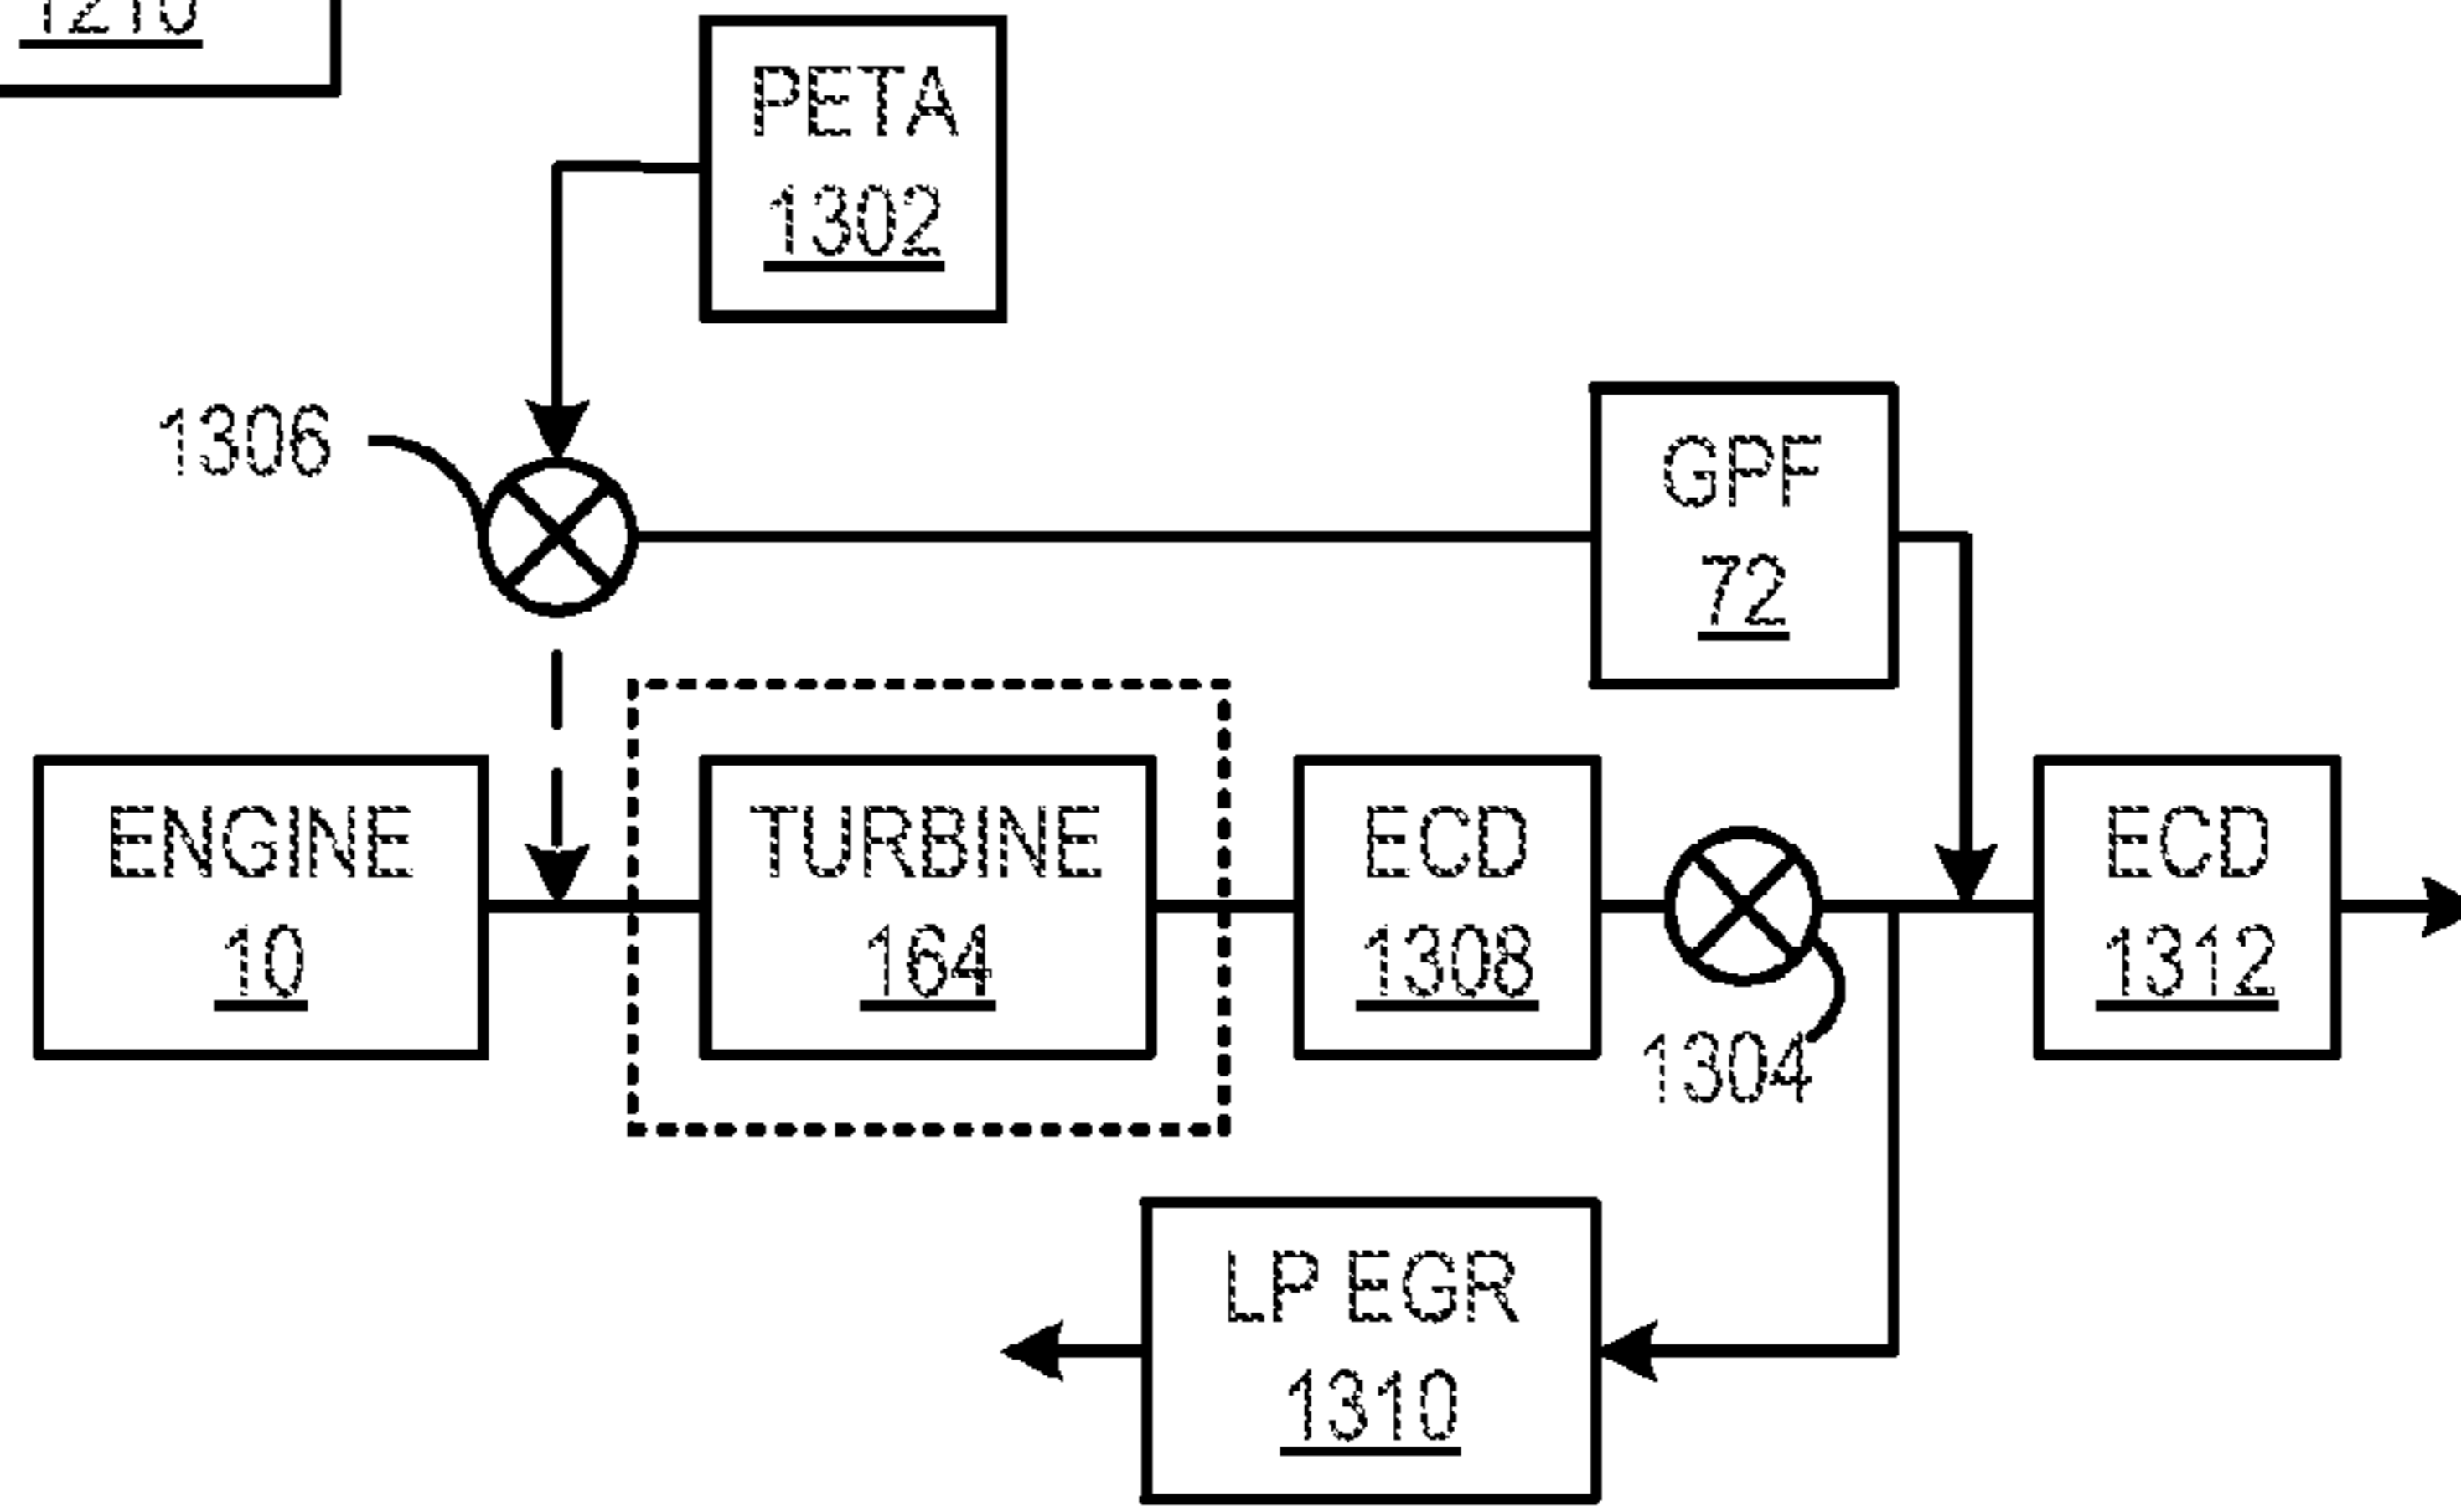 PETA
1302
1306
GPF
72
ENGINE
10
TURBINE
164
ECD
1308
1304
ECD
1312
LP EGR
1310